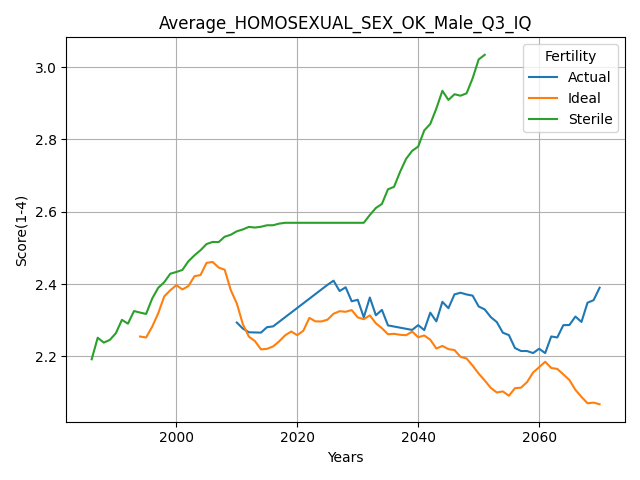 Average_HOMOSEXUAL_SEX_OK_Male_Q3_IQ
Fertility
Actual
Ideal
Sterile
Score(1-4)
3.0
2.8
2.6
2.4
2.2
2000
2020
2040
2060
Years